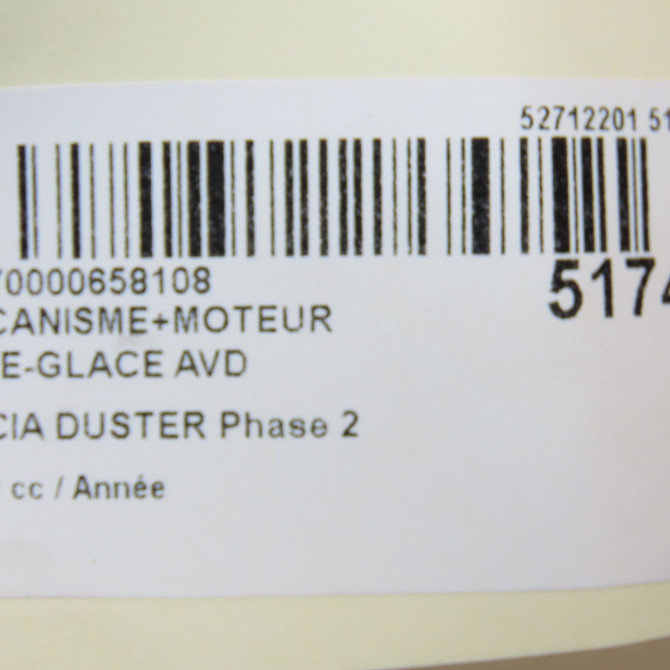 52712201 51
70000658108
5174
CANISME+MOTEUR
E-GLACE AVD
CIA DUSTER Phase 2
cc / Année